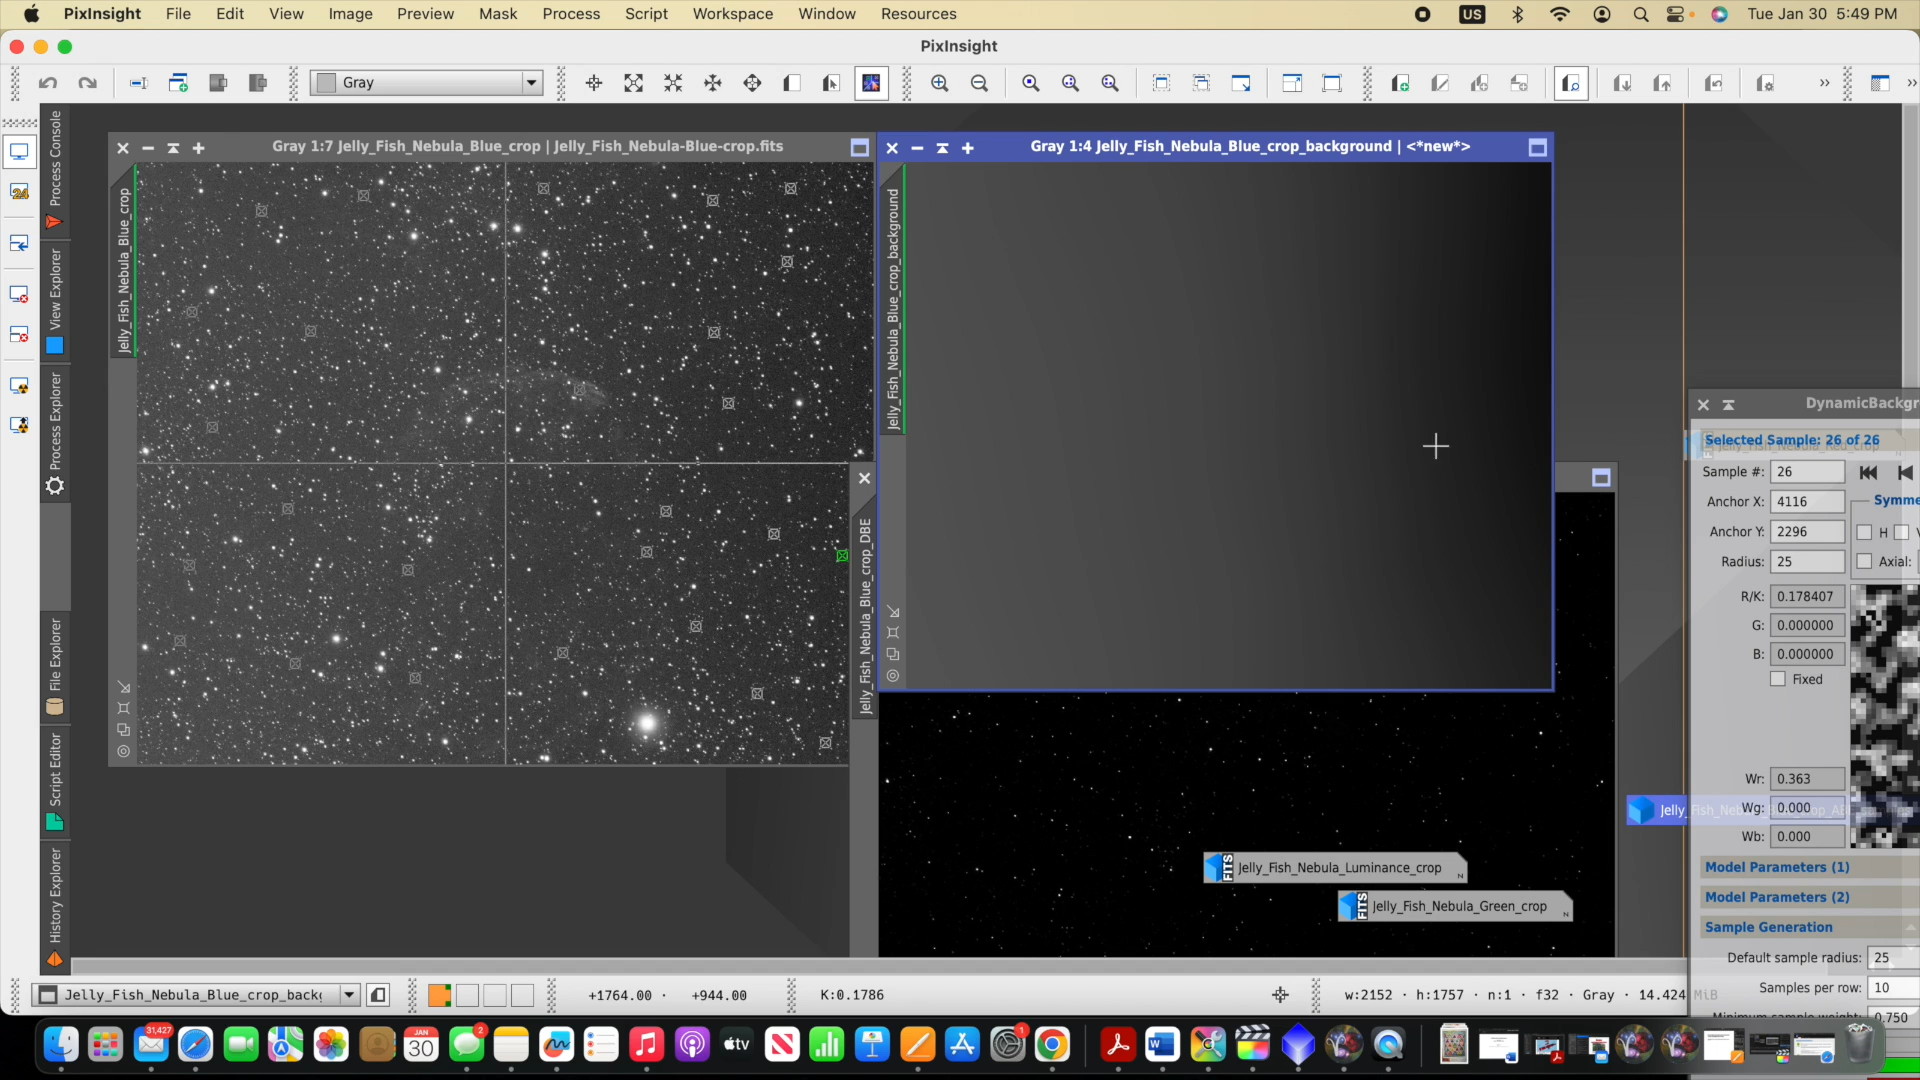 PixInsight File Edit View Image Preview Mask Process Script Workspace Window Resources
US
Tue Jan 30 5:49 PM
PixInsight
Gray
Process Console
View Explorer
Process Explorer
File Explorer
Script Editor
History Explorer
Gray 1:7 Jelly_Fish_Nebula_Blue_crop | Jelly_Fish_Nebula-Blue-crop.fits
Jelly_Fish_Nebula_Blue_crop
Gray 1:4 Jelly_Fish_Nebula_Blue_crop_background | <*new*>
Jelly_Fish_Nebula_Blue_crop_background
Jelly_Fish_Nebula_Blue_crop_DBE
FITS Jelly_Fish_Nebula_Luminance_crop N
FITS Jelly_Fish_Nebula_Green_crop N
DynamicBackgr
Selected Sample: 26 of 26
Jelly_Fish_Nebula_Red_crop
Sample #: 26
Anchor X: 4116
Symme
Anchor Y: 2296
H
Radius: 25
Axial:
R/K: 0.178407
G: 0.000000
B: 0.000000
Fixed
Wr: 0.363
Wg: 0.000
Wb: 0.000
Model Parameters (1)
Model Parameters (2)
Sample Generation
Default sample radius: 25
Samples per row: 10
Minimum sample weight: 0.750
Jelly_Fish_Nebula_Blue_crop_back
+1764.00 · +944.00
K:0.1786
w:2152 · h:1757 · n:1 · f32 · Gray · 14.424 MiB
31,427
JAN
30
2
tv
1